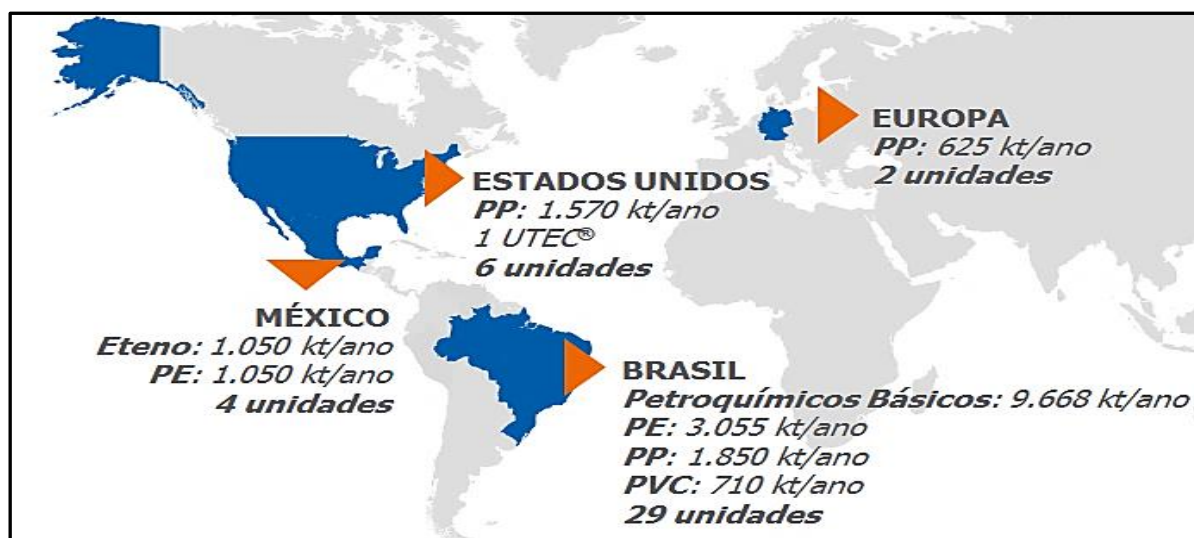 EUROPA
PP: 625 kt/ano
2 unidades
ESTADOS UNIDOS
PP: 1.570 kt/ano
1 UTEC®
6 unidades
MÉXICO
Eteno: 1.050 kt/ano
PE: 1.050 kt/ano
4 unidades
BRASIL
Petroquímicos Básicos: 9.668 kt/ano
PE: 3.055 kt/ano
PP: 1.850 kt/ano
PVC: 710 kt/ano
29 unidades